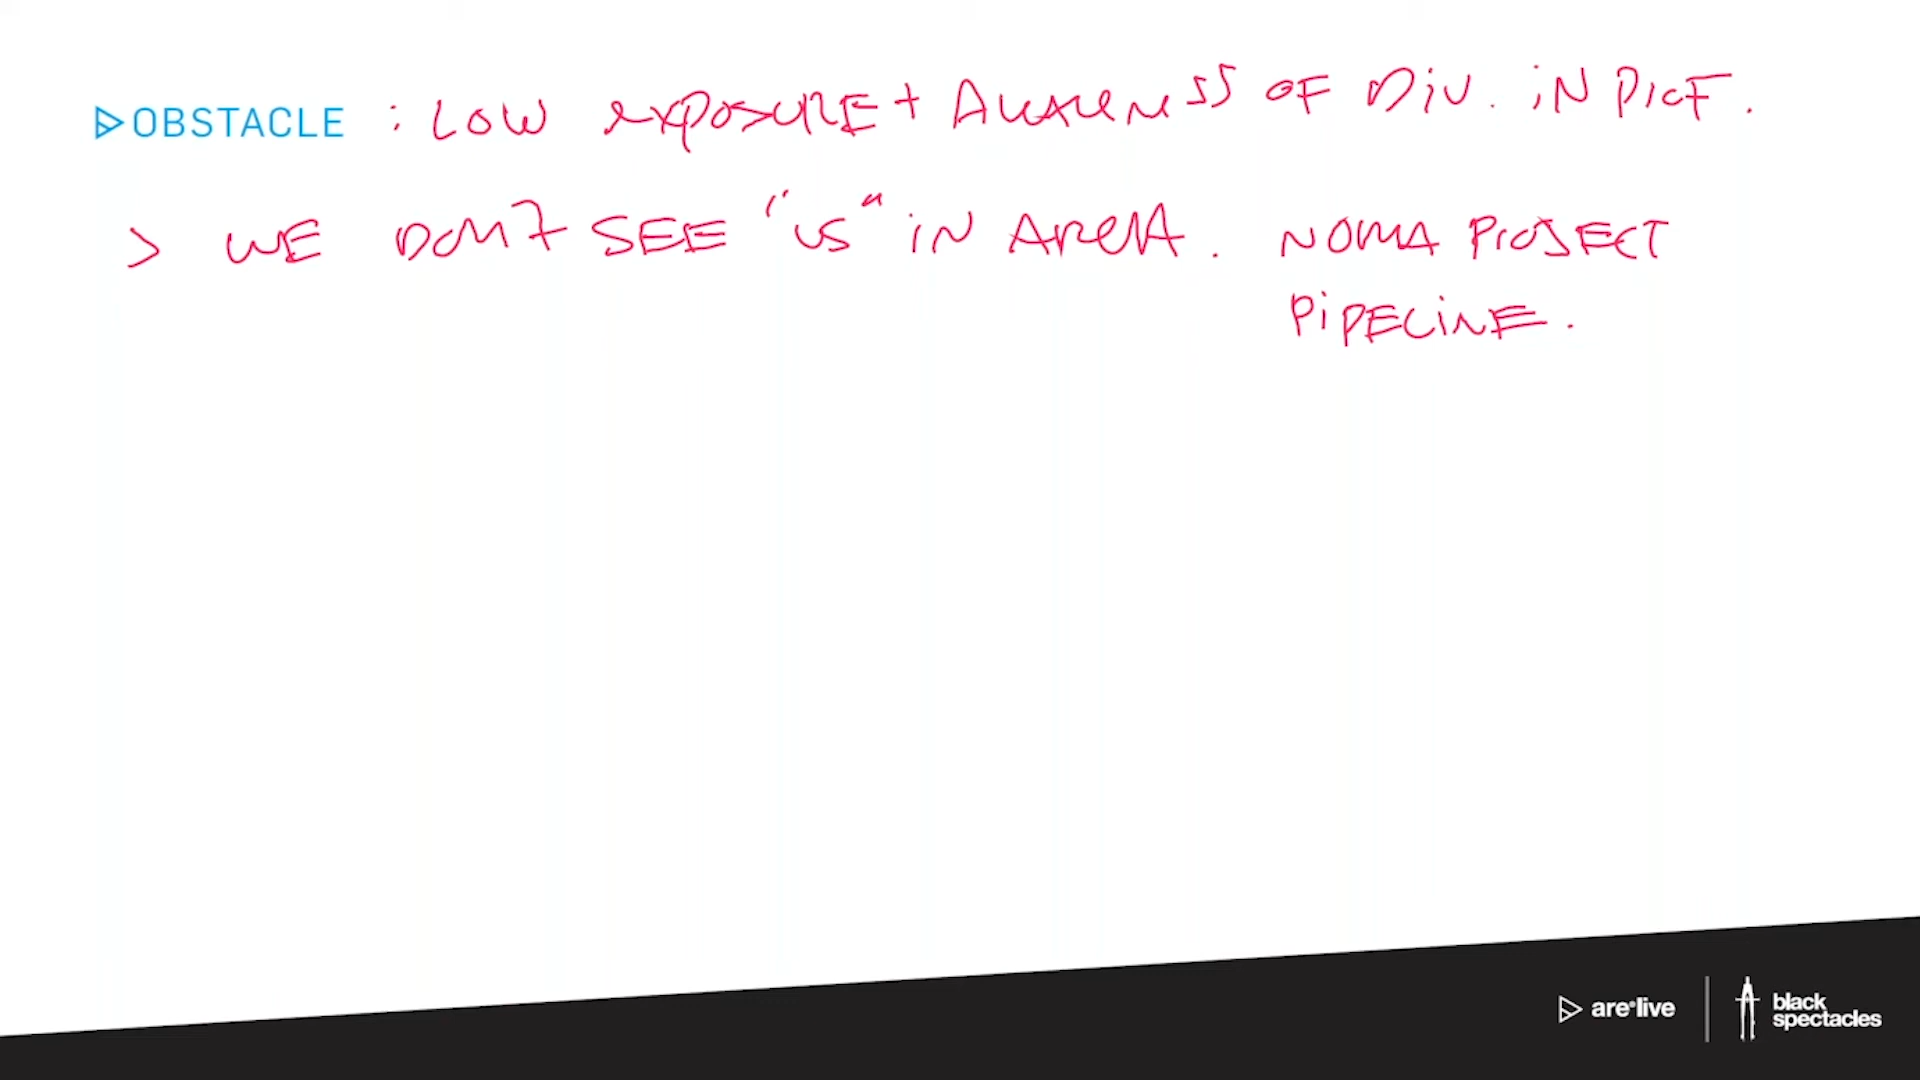 OBSTACLE : LOW EXPOSURE + AWARENESS OF DIV. IN PROF.
> WE DON'T SEE "US" IN AREA. NOMA PROJECT
PIPELINE.
are live
black
spectacles